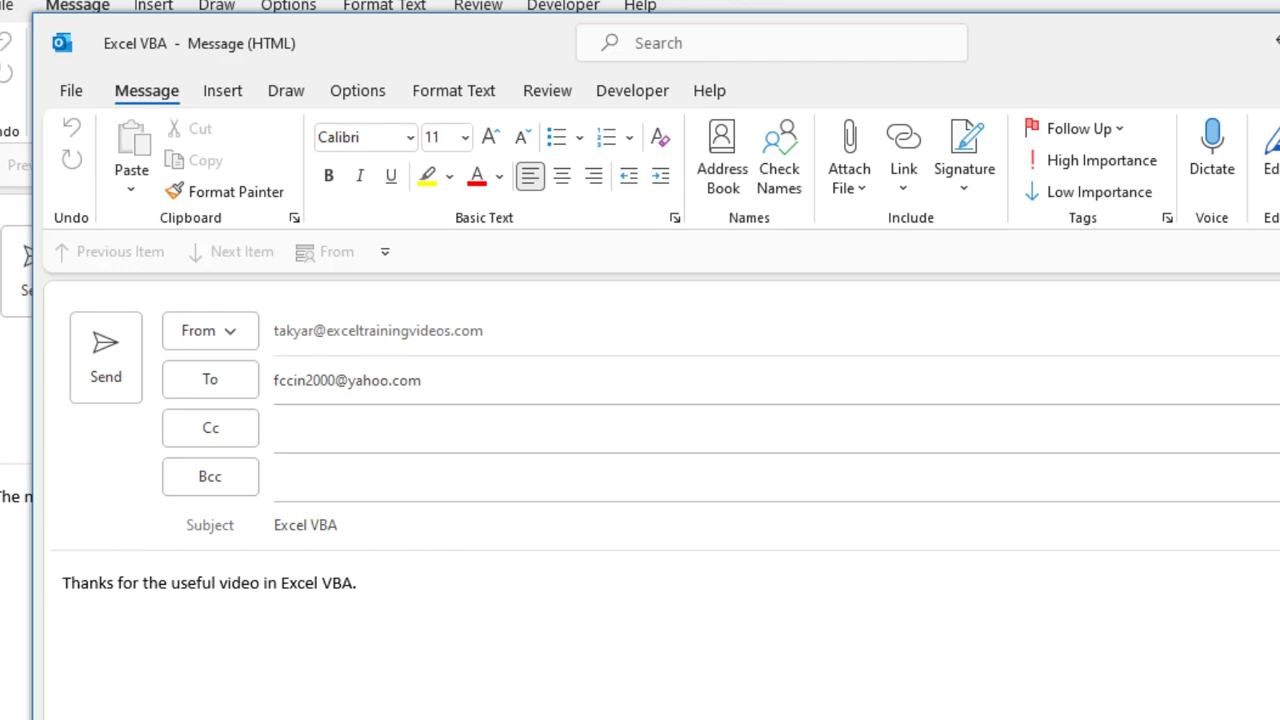 Message Insert Draw Options Format Text Review Developer Help
Excel VBA - Message (HTML)
Search
File Message Insert Draw Options Format Text Review Developer Help
Calibri 11
Cut
Copy
Format Painter
Paste
B I U A
Address Book
Check Names
Attach File
Link
Signature
Follow Up
High Importance
Low Importance
Dictate
Undo Clipboard Basic Text Names Include Tags Voice
Previous Item Next Item From
Send
From takyar@exceltrainingvideos.com
To fccin2000@yahoo.com
Cc
Bcc
Subject Excel VBA
Thanks for the useful video in Excel VBA.